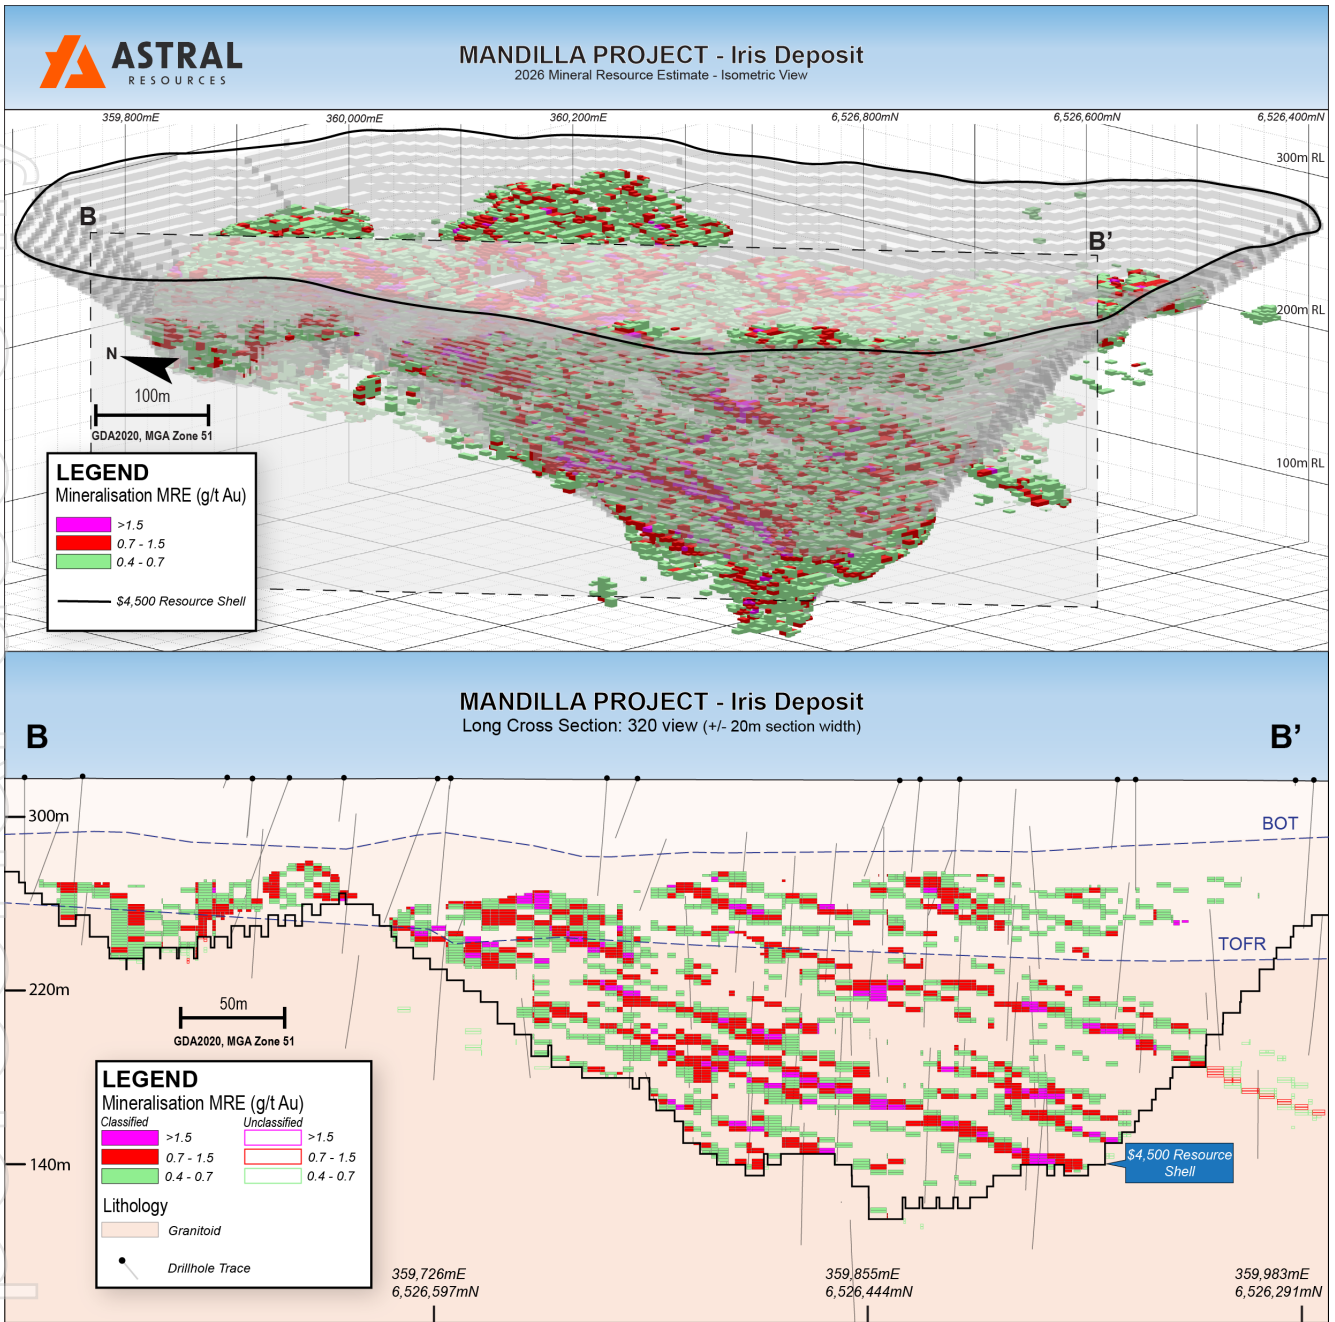 ASTRAL
RESOURCES
MANDILLA PROJECT - Iris Deposit
2026 Mineral Resource Estimate - Isometric View
359,800mE
360,000mE
360,200mE
6,526,800mN
6,526,600mN
6,526,400mN
300m RL
B
B’
200m RL
N
100m
GDA2020, MGA Zone 51
100m RL
LEGEND
Mineralisation MRE (g/t Au)
>1.5
0.7 - 1.5
0.4 - 0.7
$4,500 Resource Shell
MANDILLA PROJECT - Iris Deposit
Long Cross Section: 320 view (+/- 20m section width)
B
B’
300m
BOT
TOFR
220m
50m
GDA2020, MGA Zone 51
LEGEND
Mineralisation MRE (g/t Au)
Classified Unclassified
>1.5 >1.5
0.7 - 1.5 0.7 - 1.5
0.4 - 0.7 0.4 - 0.7
140m
$4,500 Resource
Shell
Lithology
Granitoid
Drillhole Trace
359,726mE
6,526,597mN
359,855mE
6,526,444mN
359,983mE
6,526,291mN